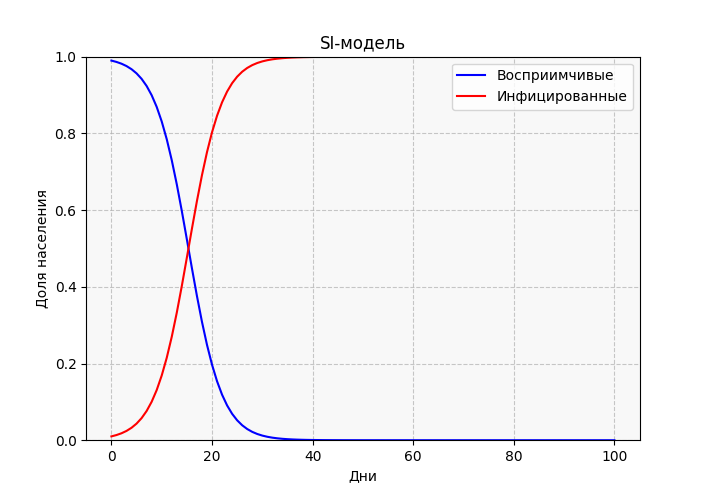 SI-модель
Восприимчивые
Инфицированные
Доля населения
1.0
0.8
0.6
0.4
0.2
0.0
0 20 40 60 80 100
Дни